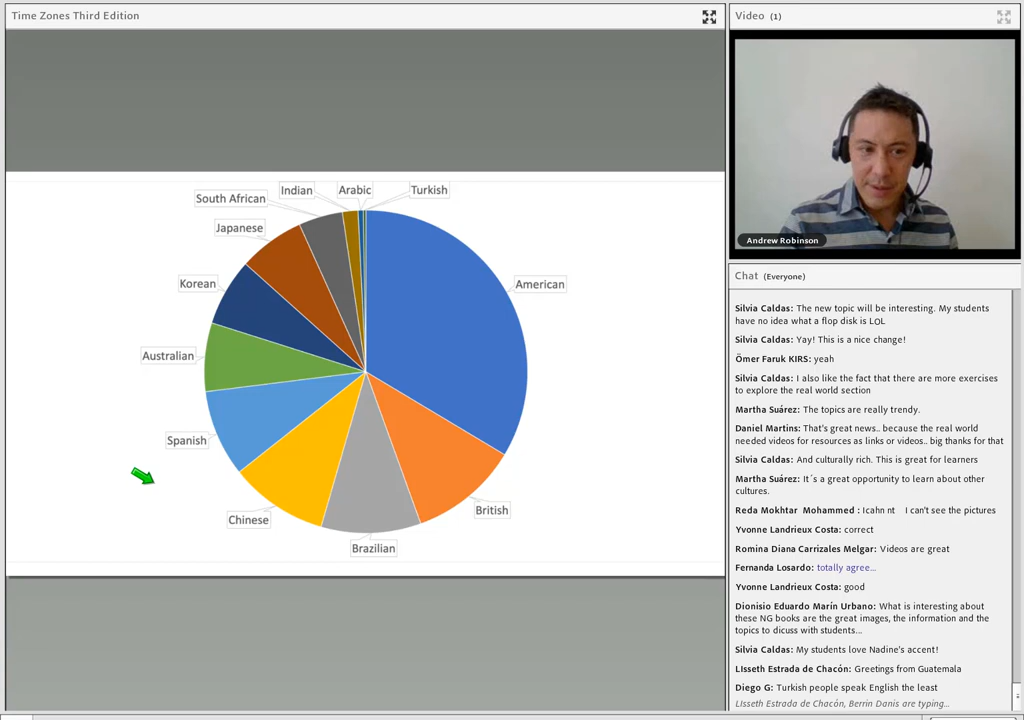 Time Zones Third Edition
Indian
Arabic
Turkish
South African
Japanese
Korean
American
Australian
Spanish
Chinese
British
Brazilian
Video (1)
Andrew Robinson
Chat (Everyone)
Silvia Caldas: The new topic will be interesting. My students
have no idea what a flop disk is LOL
Silvia Caldas: Yay! This is a nice change!
Ömer Faruk KIRS: yeah
Silvia Caldas: I also like the fact that there are more exercises
to explore the real world section
Martha Suárez: The topics are really trendy.
Daniel Martins: That's great news.. because the real world
needed videos for resources as links or videos.. big thanks for that
Silvia Caldas: And culturally rich. This is great for learners
Martha Suárez: It´s a great opportunity to learn about other
cultures.
Reda Mokhtar Mohammed : Icahn nt I can't see the pictures
Yvonne Landrieux Costa: correct
Romina Diana Carrizales Melgar: Videos are great
Fernanda Losardo: totally agree...
Yvonne Landrieux Costa: good
Dionisio Eduardo Marín Urbano: What is interesting about
these NG books are the great images, the information and the
topics to dicuss with students...
Silvia Caldas: My students love Nadine's accent!
LIsseth Estrada de Chacón: Greetings from Guatemala
Diego G: Turkish people speak English the least
LIsseth Estrada de Chacón, Berrin Danis are typing...